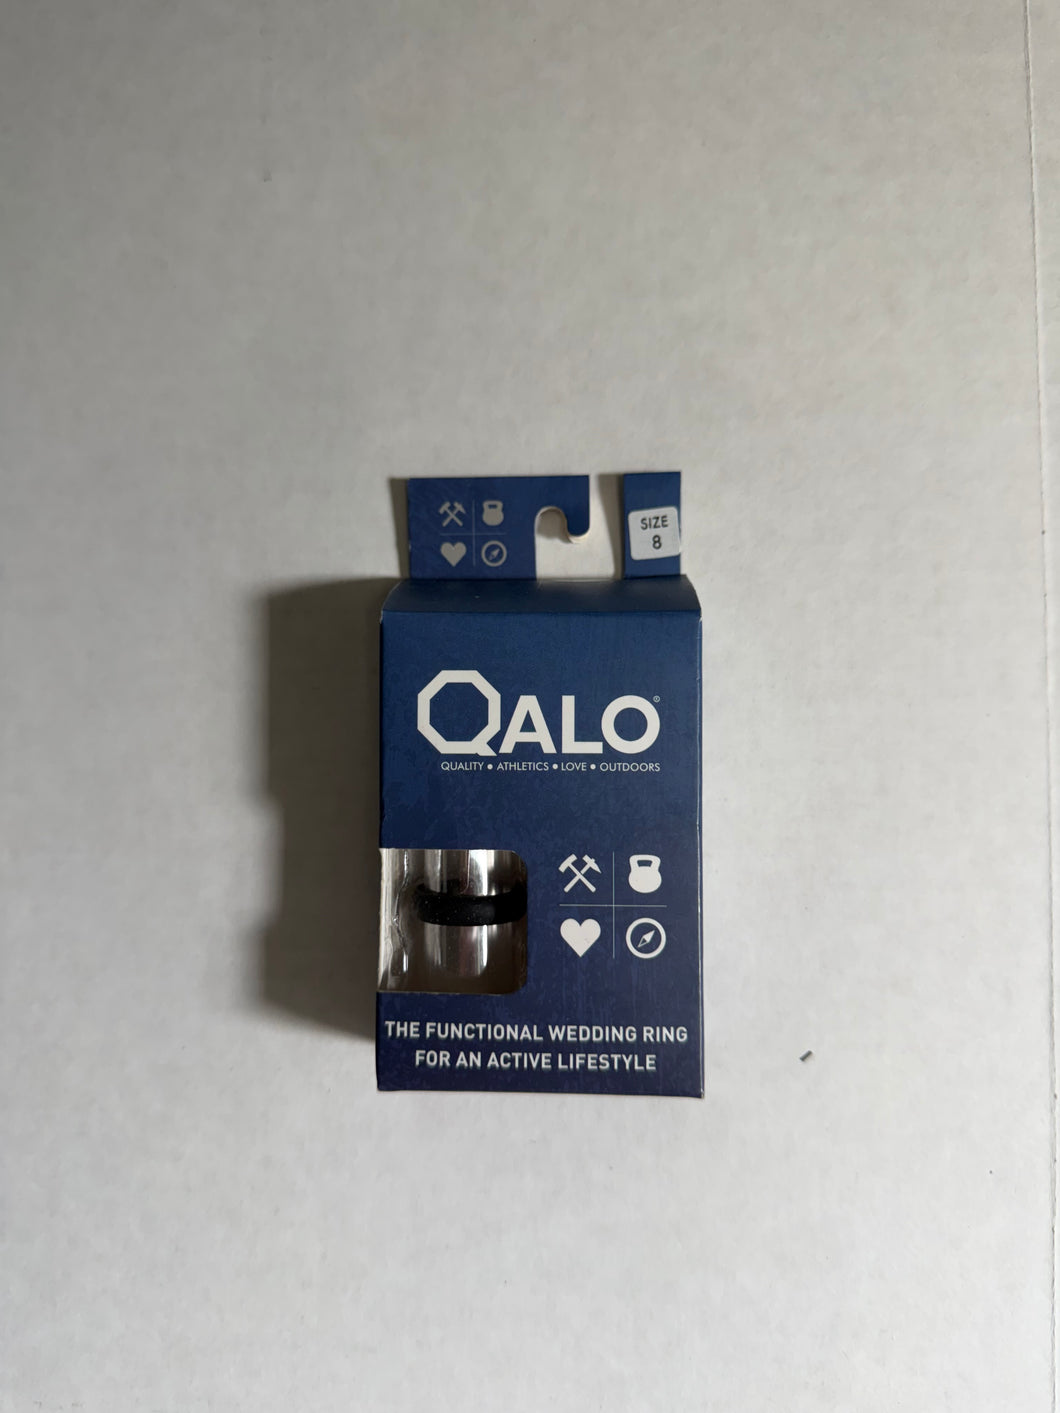 SIZE
8
QALO®
QUALITY • ATHLETICS • LOVE • OUTDOORS
THE FUNCTIONAL WEDDING RING
FOR AN ACTIVE LIFESTYLE